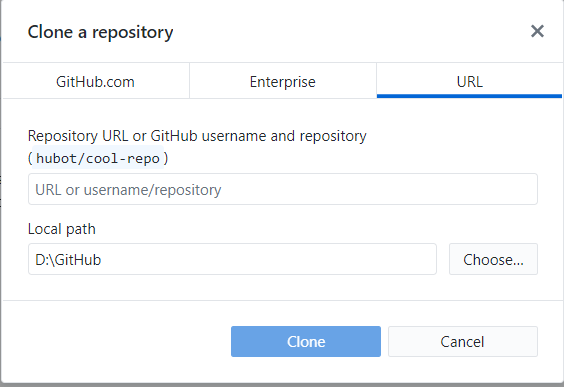 Clone a repository
GitHub.com
Enterprise
URL
Repository URL or GitHub username and repository
(hubot/cool-repo)
URL or username/repository
Local path
D:\GitHub
Choose...
Clone
Cancel